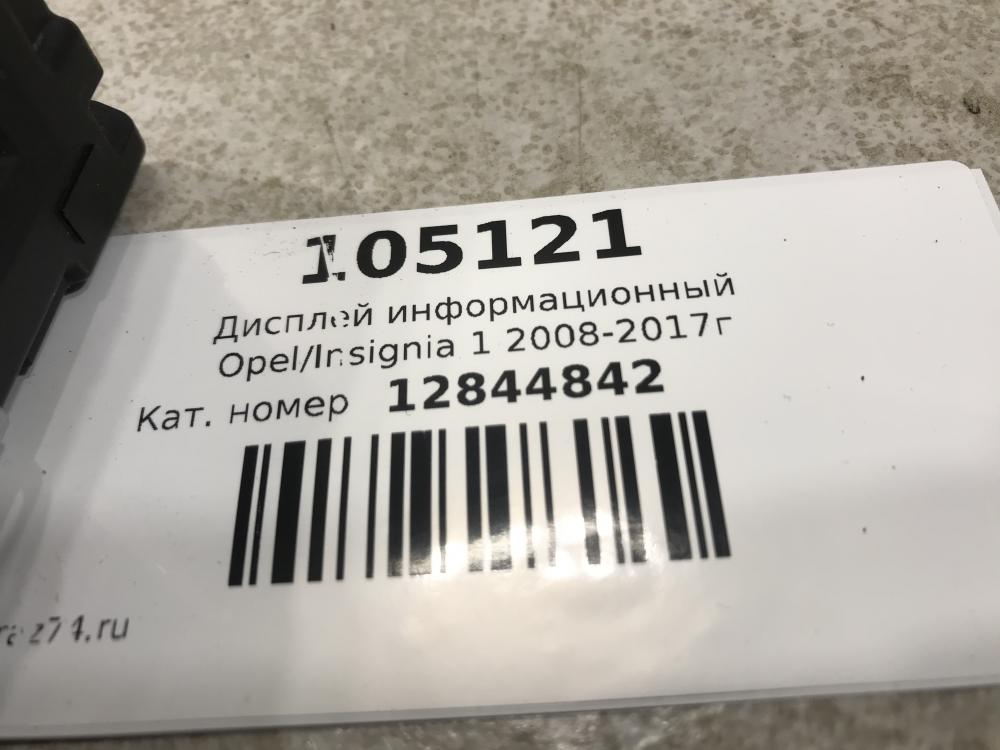 105121
Дисплей информационный
Opel/Insignia 1 2008-2017г
Кат. номер 12844842